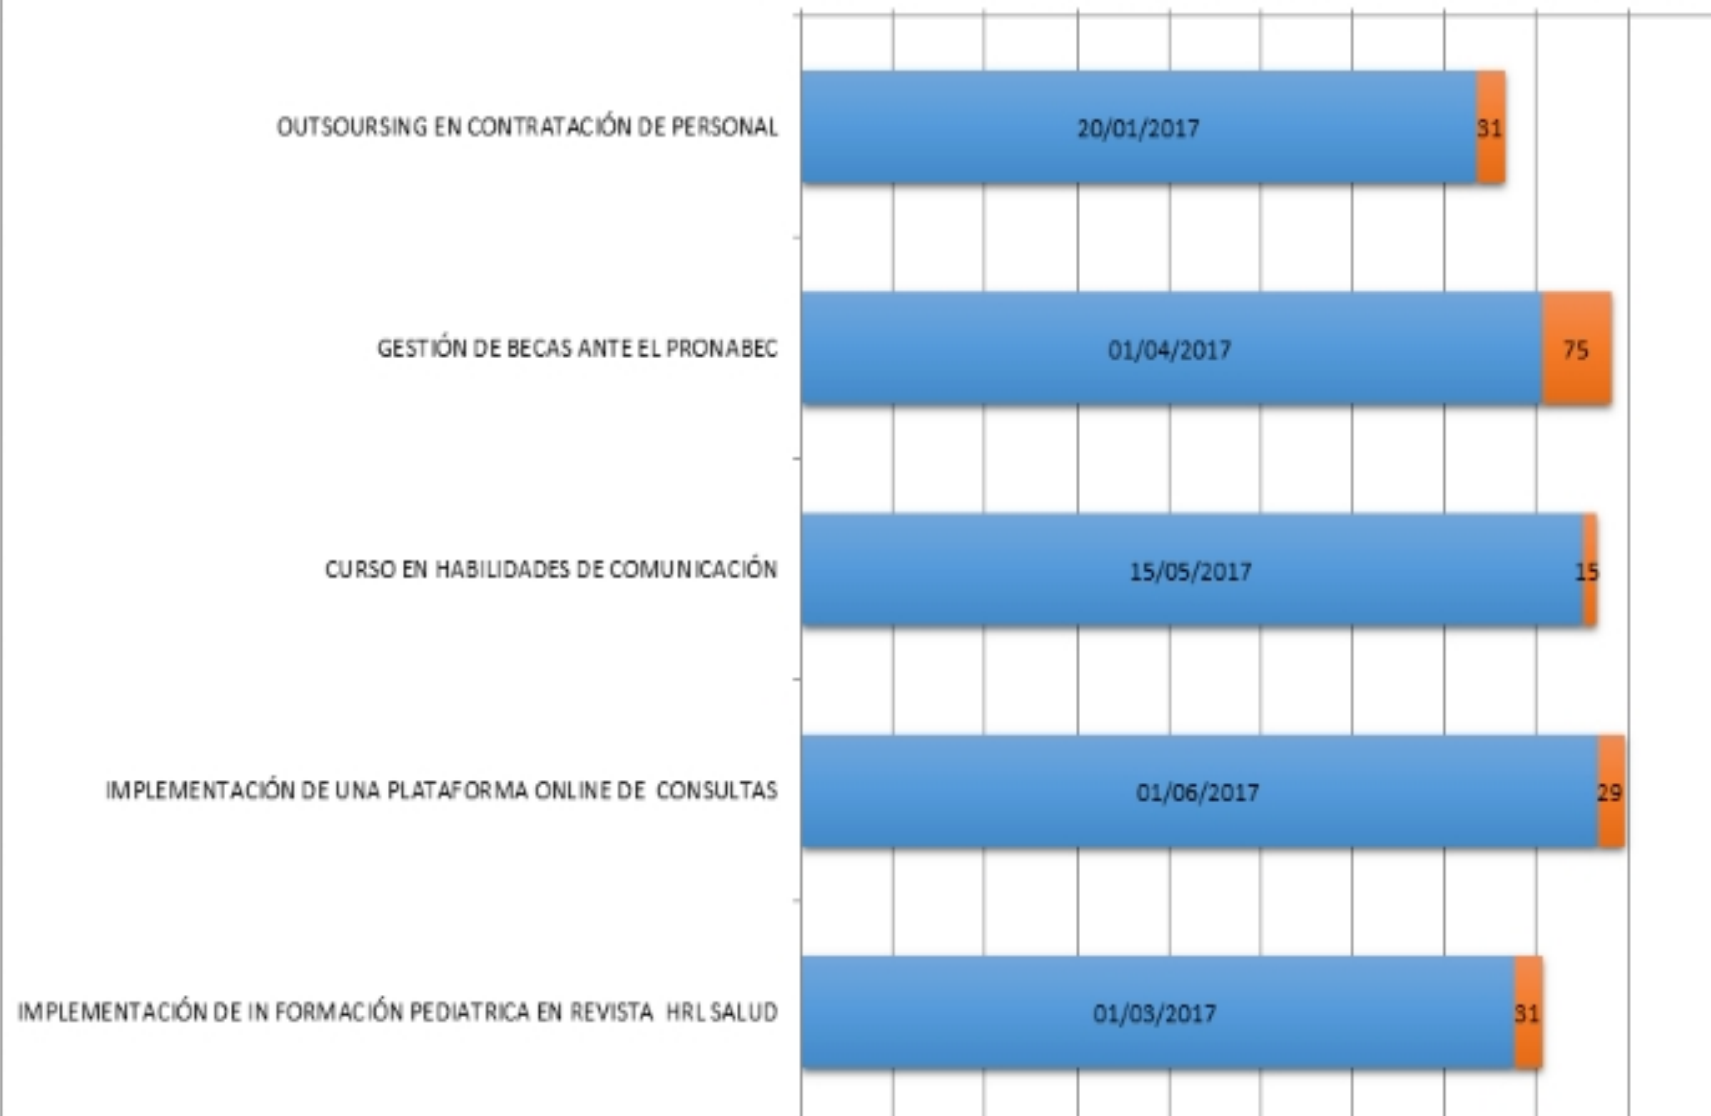 OUTSOURSING EN CONTRATACIÓN DE PERSONAL 20/01/2017 31
GESTIÓN DE BECAS ANTE EL PRONABEC 01/04/2017 75
CURSO EN HABILIDADES DE COMUNICACIÓN 15/05/2017 15
IMPLEMENTACIÓN DE UNA PLATAFORMA ONLINE DE CONSULTAS 01/06/2017 29
IMPLEMENTACIÓN DE IN FORMACIÓN PEDIATRICA EN REVISTA HRL SALUD 01/03/2017 31